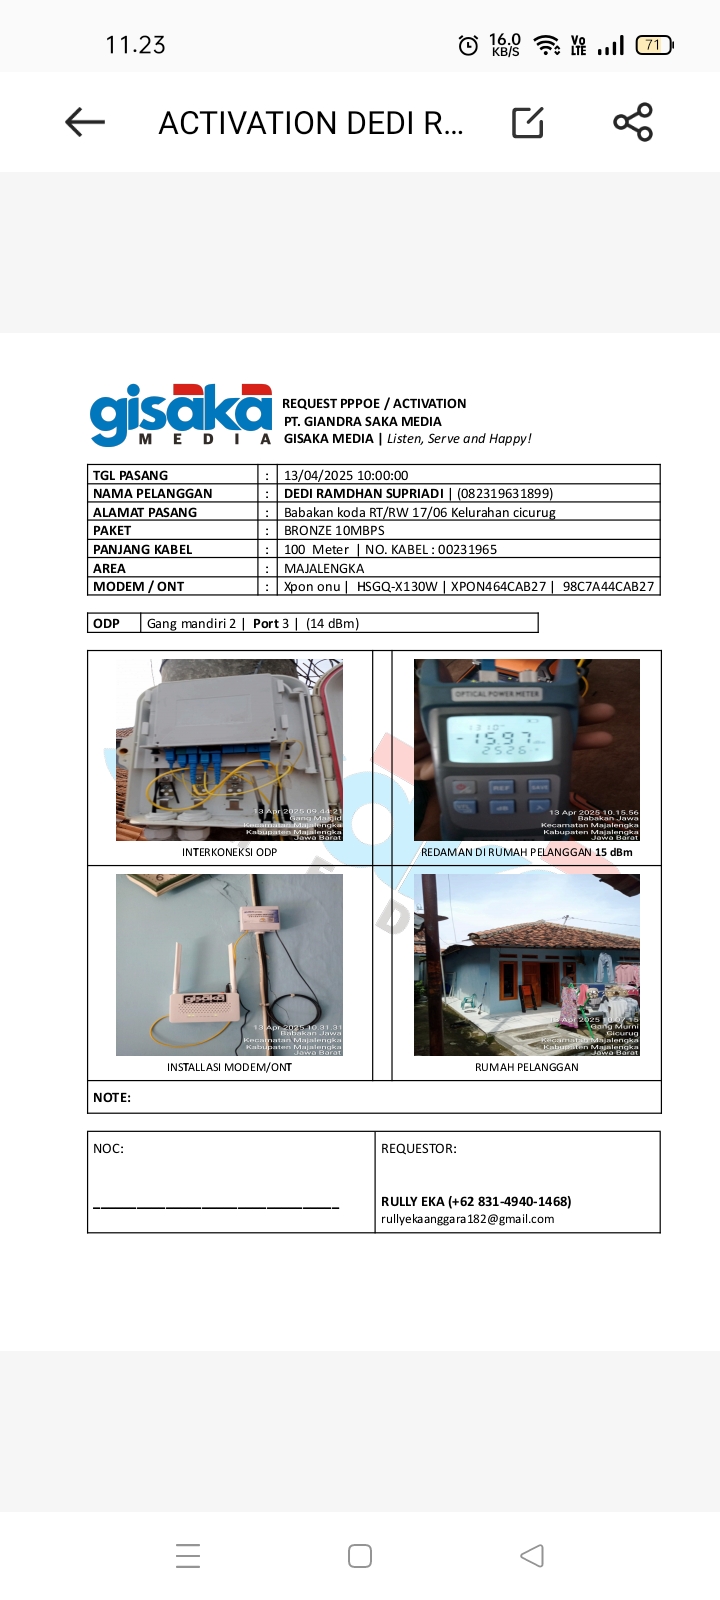 11.23
16.0 KB/S
Vo LTE
71
ACTIVATION DEDI R...
gisaka
MEDIA
REQUEST PPPOE / ACTIVATION
PT. GIANDRA SAKA MEDIA
GISAKA MEDIA | Listen, Serve and Happy!
TGL PASANG : 13/04/2025 10:00:00
NAMA PELANGGAN : DEDI RAMDHAN SUPRIADI | (082319631899)
ALAMAT PASANG : Babakan koda RT/RW 17/06 Kelurahan cicurug
PAKET : BRONZE 10MBPS
PANJANG KABEL : 100 Meter | NO. KABEL : 00231965
AREA : MAJALENGKA
MODEM / ONT : Xpon onu | HSGQ-X130W | XPON464CAB27 | 98C7A44CAB27
ODP Gang mandiri 2 | Port 3 | (14 dBm)
13 Apr 2025 09.44.21
Gang Masjid
Kecamatan Majalengka
Kabupaten Majalengka
Jawa Barat
INTERKONEKSI ODP
OPTICAL POWER METER
1310
-15.97
REF
13 Apr 2025 10.15.56
Babakan Jawa
Kecamatan Majalengka
Kabupaten Majalengka
Jawa Barat
REDAMAN DI RUMAH PELANGGAN 15 dBm
gisaka
13 Apr 2025 10.31.31
Babakan Jawa
Kecamatan Majalengka
Kabupaten Majalengka
Jawa Barat
INSTALLASI MODEM/ONT
13 Apr 2025 10.07.15
Gang Murni
Cicurug
Kecamatan Majalengka
Kabupaten Majalengka
Jawa Barat
RUMAH PELANGGAN
NOTE:
NOC:
REQUESTOR:
RULLY EKA (+62 831-4940-1468)
rullyekaanggara182@gmail.com